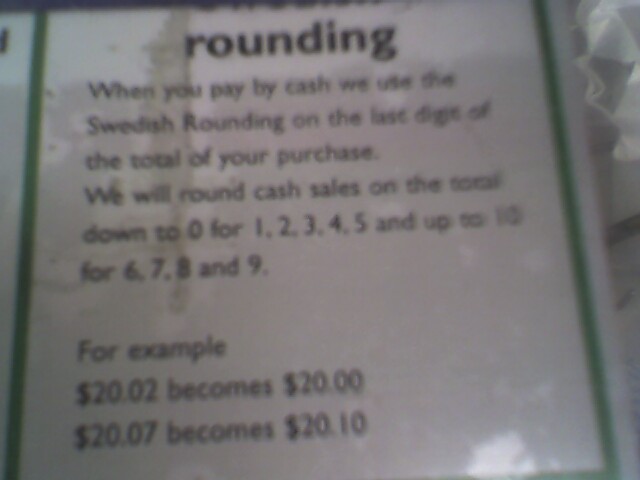 rounding
When you pay by cash we use the
Swedish Rounding on the last digit of
the total of your purchase.
We will round cash sales on the total
down to 0 for 1, 2, 3, 4, 5 and up to 10
for 6, 7, 8 and 9.
For example
$20.02 becomes $20.00
$20.07 becomes $20.10